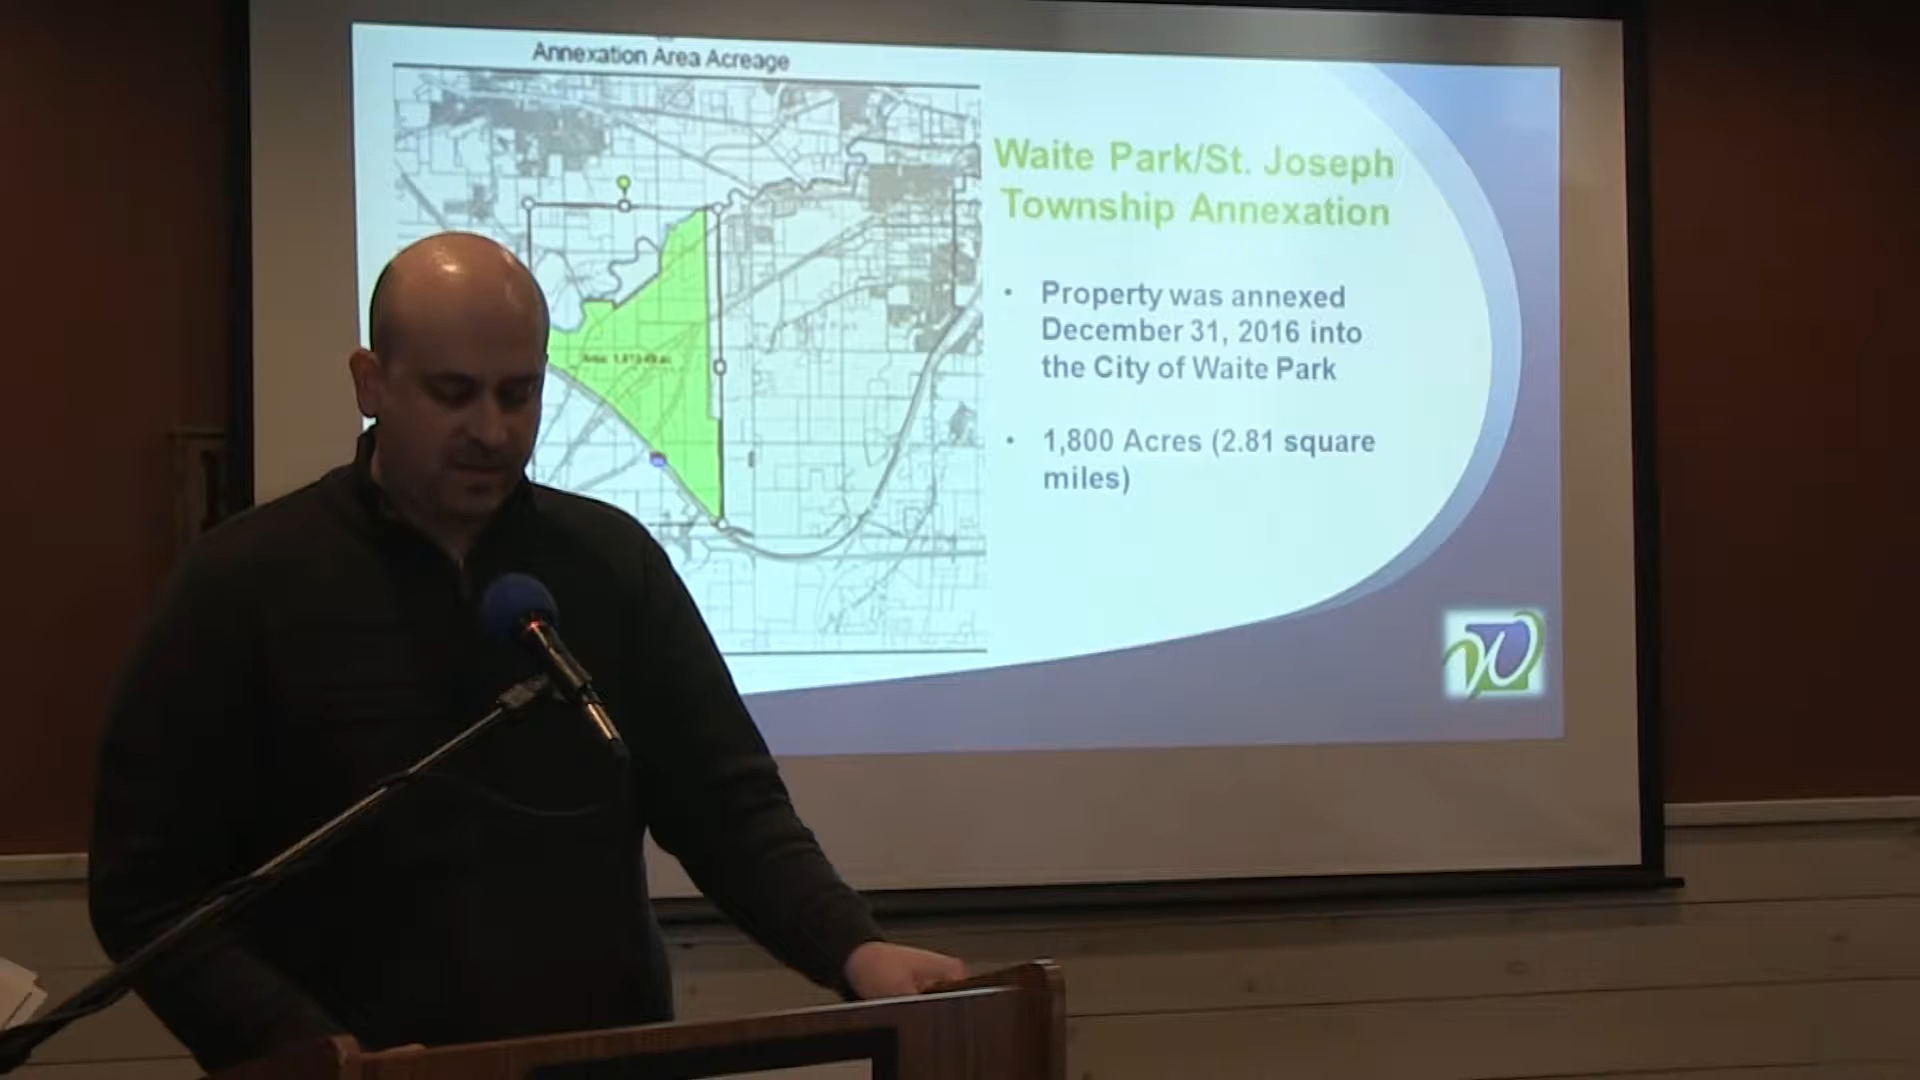 Annexation Area Acreage
Waite Park/St. Joseph
Township Annexation
• Property was annexed
December 31, 2016 into
the City of Waite Park
• 1,800 Acres (2.81 square
miles)